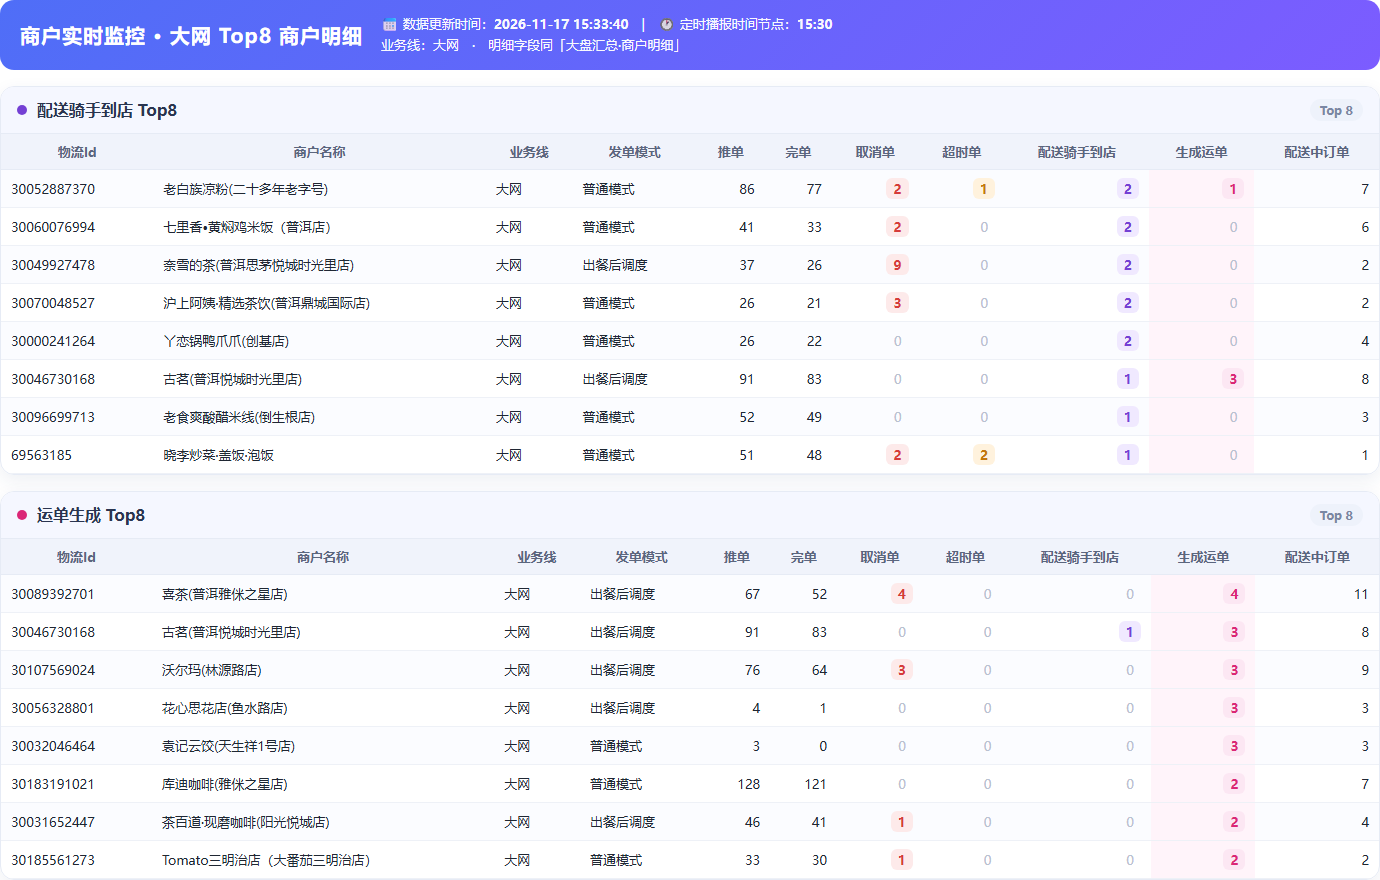 商户实时监控 • 大网 Top8 商户明细
数据更新时间：2026-11-17 15:33:40 | 定时播报时间节点：15:30
业务线：大网 · 明细字段同「大盘汇总·商户明细」
配送骑手到店 Top8 Top 8
物流Id 商户名称 业务线 发单模式 推单 完单 取消单 超时单 配送骑手到店 生成运单 配送中订单
30052887370 老白族凉粉(二十多年老字号) 大网 普通模式 86 77 2 1 2 1 7
30060076994 七里香•黄焖鸡米饭（普洱店） 大网 普通模式 41 33 2 0 2 0 6
30049927478 奈雪的茶(普洱思茅悦城时光里店) 大网 出餐后调度 37 26 9 0 2 0 2
30070048527 沪上阿姨·精选茶饮(普洱鼎城国际店) 大网 普通模式 26 21 3 0 2 0 2
30000241264 丫恋锅鸭爪爪(创基店) 大网 普通模式 26 22 0 0 2 0 4
30046730168 古茗(普洱悦城时光里店) 大网 出餐后调度 91 83 0 0 1 3 8
30096699713 老食爽酸醋米线(倒生根店) 大网 普通模式 52 49 0 0 1 0 3
69563185 晓李炒菜·盖饭·泡饭 大网 普通模式 51 48 2 2 1 0 1
运单生成 Top8 Top 8
物流Id 商户名称 业务线 发单模式 推单 完单 取消单 超时单 配送骑手到店 生成运单 配送中订单
30089392701 喜茶(普洱雅侎之星店) 大网 出餐后调度 67 52 4 0 0 4 11
30046730168 古茗(普洱悦城时光里店) 大网 出餐后调度 91 83 0 0 1 3 8
30107569024 沃尔玛(林源路店) 大网 出餐后调度 76 64 3 0 0 3 9
30056328801 花心思花店(鱼水路店) 大网 出餐后调度 4 1 0 0 0 3 3
30032046464 袁记云饺(天生祥1号店) 大网 普通模式 3 0 0 0 0 3 3
30183191021 库迪咖啡(雅侎之星店) 大网 普通模式 128 121 0 0 0 2 7
30031652447 茶百道·现磨咖啡(阳光悦城店) 大网 出餐后调度 46 41 1 0 0 2 4
30185561273 Tomato三明治店（大番茄三明治店） 大网 普通模式 33 30 1 0 0 2 2